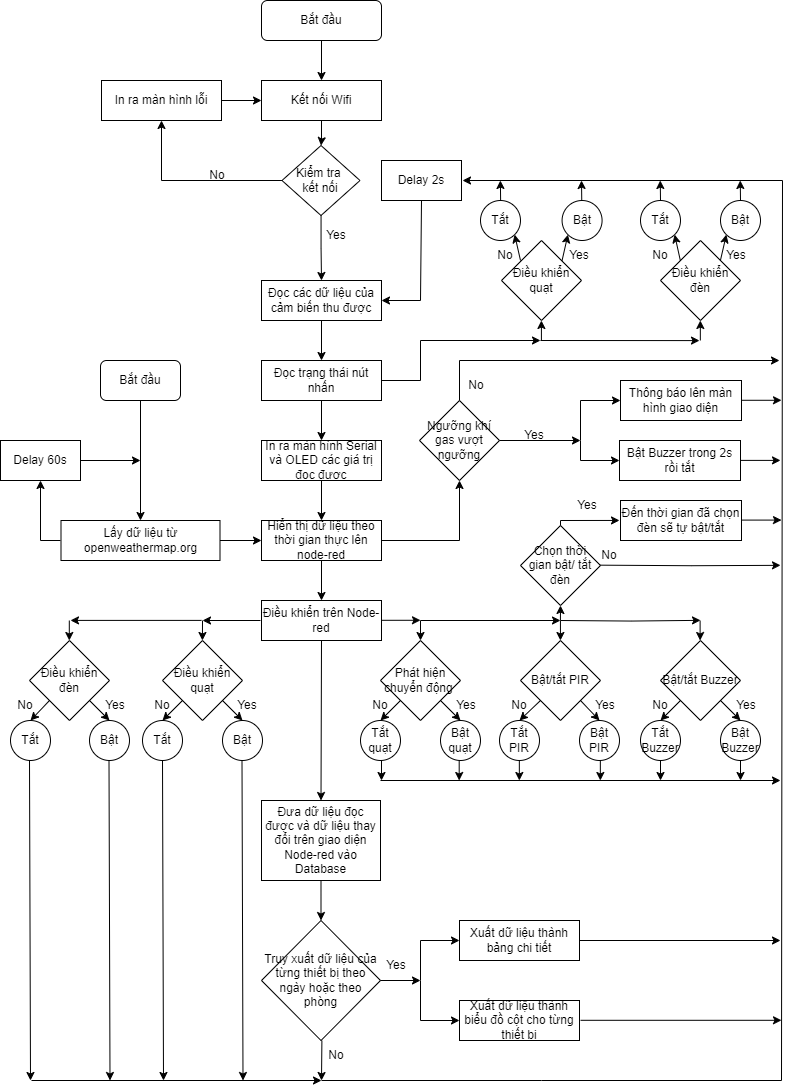 Bắt đầu
In ra màn hình lỗi
Kết nối Wifi
Kiểm tra
kết nối
No
Yes
Delay 2s
Tắt
Bật
Tắt
Bật
No
Yes
No
Yes
Điều khiển
quạt
Điều khiển
đèn
Đọc các dữ liệu của
cảm biến thu được
Bắt đầu
Đọc trạng thái nút
nhấn
No
Ngưỡng khí
gas vượt
ngưỡng
Yes
Thông báo lên màn
hình giao diện
Bật Buzzer trong 2s
rồi tắt
Delay 60s
In ra màn hình Serial
và OLED các giá trị
đọc được
Lấy dữ liệu từ
openweathermap.org
Hiển thị dữ liệu theo
thời gian thực lên
node-red
Yes
Đến thời gian đã chọn
đèn sẽ tự bật/tắt
Chọn thời
gian bật/ tắt
đèn
No
Điều khiển trên Node-
red
Điều khiển
đèn
Điều khiển
quạt
Phát hiện
chuyển động
Bật/tắt PIR
Bật/tắt Buzzer
No
Yes
No
Yes
No
Yes
No
Yes
No
Yes
Tắt
Bật
Tắt
Bật
Tắt
quạt
Bật
quạt
Tắt
PIR
Bật
PIR
Tắt
Buzzer
Bật
Buzzer
Đưa dữ liệu đọc
được và dữ liệu thay
đổi trên giao diện
Node-red vào
Database
Truy xuất dữ liệu của
từng thiết bị theo
ngày hoặc theo
phòng
Yes
No
Xuất dữ liệu thành
bảng chi tiết
Xuất dữ liệu thành
biểu đồ cột cho từng
thiết bi